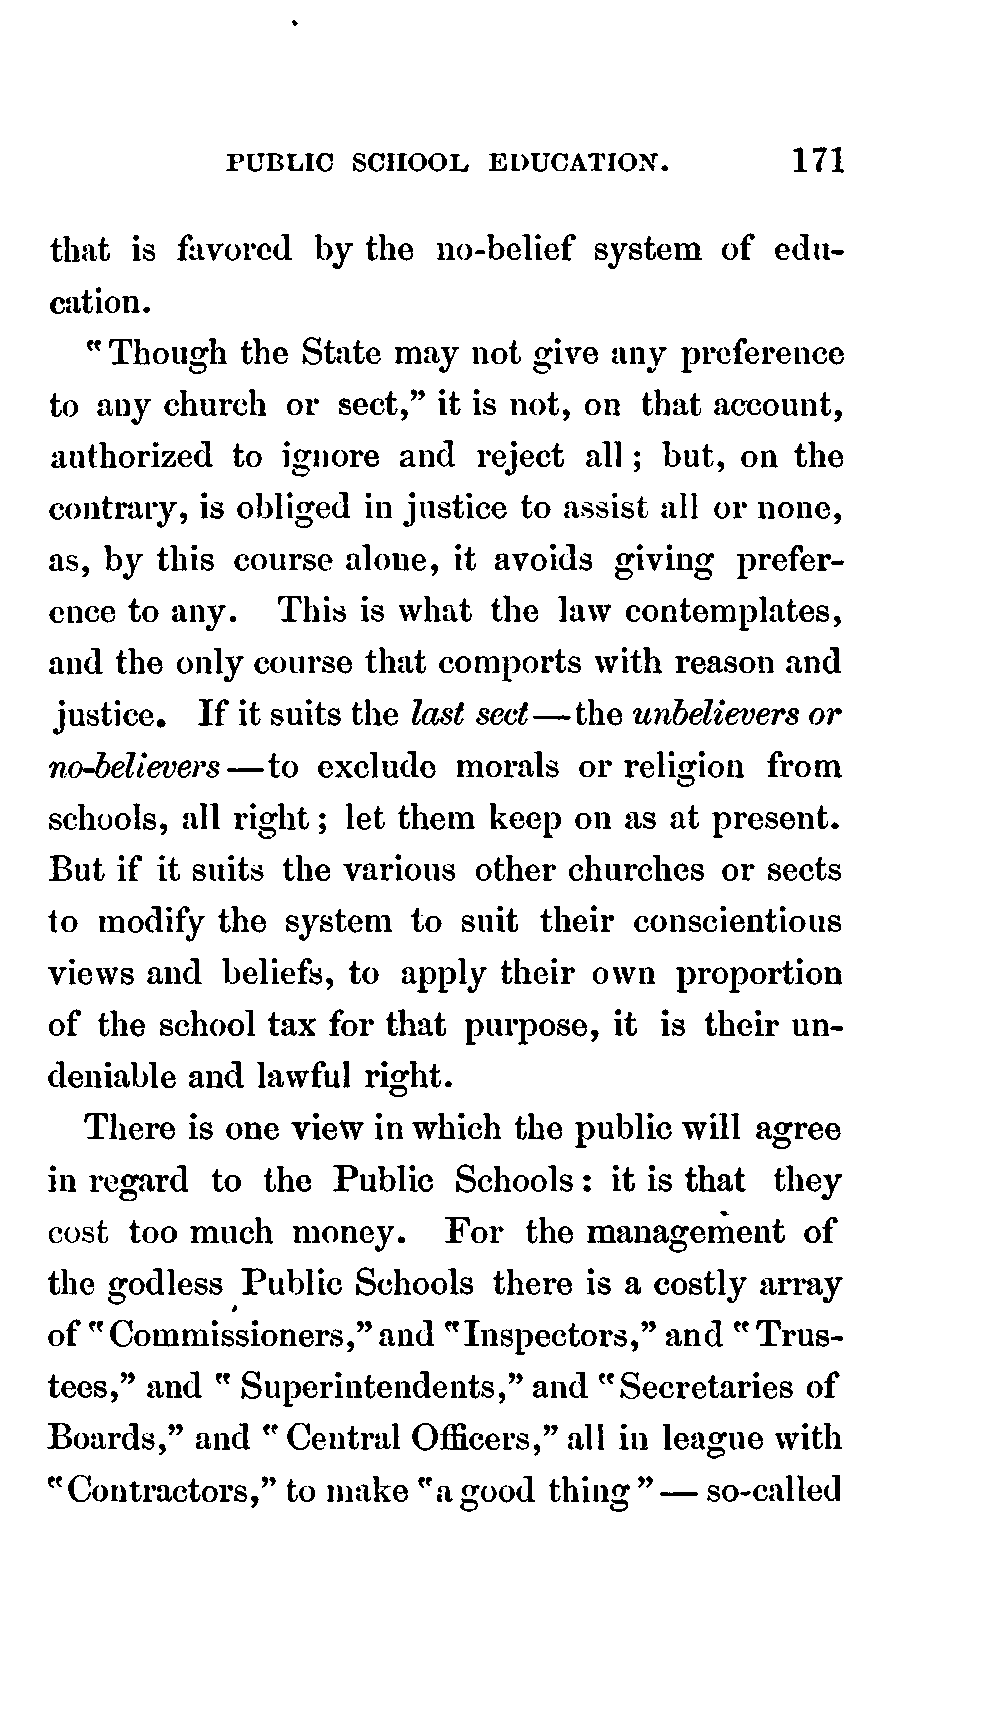 PUBLIC SCHOOL EDUCATION. 171
that is favored by the no-belief system of edu-
cation.
"Though the State may not give any preference
to any church or sect," it is not, on that account,
authorized to ignore and reject all; but, on the
contrary, is obliged in justice to assist all or none,
as, by this course alone, it avoids giving prefer-
ence to any. This is what the law contemplates,
and the only course that comports with reason and
justice. If it suits the last sect—the unbelievers or
no-believers—to exclude morals or religion from
schools, all right; let them keep on as at present.
But if it suits the various other churches or sects
to modify the system to suit their conscientious
views and beliefs, to apply their own proportion
of the school tax for that purpose, it is their un-
deniable and lawful right.
There is one view in which the public will agree
in regard to the Public Schools: it is that they
cost too much money. For the management of
the godless Public Schools there is a costly array
of "Commissioners," and "Inspectors," and "Trus-
tees," and "Superintendents," and "Secretaries of
Boards," and "Central Officers," all in league with
"Contractors," to make "a good thing"—so-called